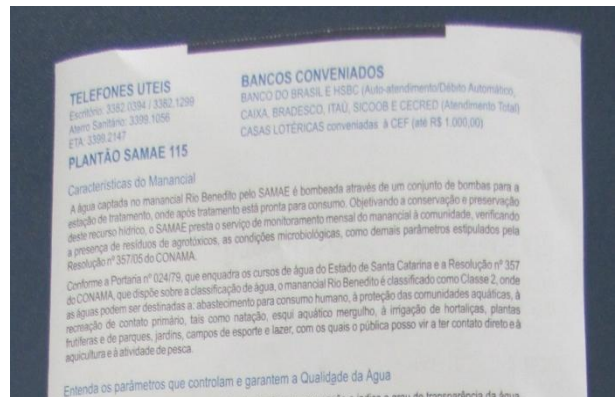 TELEFONES UTEIS
Escritório: 3382.0394 / 3382.1299
Aterro Sanitário: 3399.1056
ETA: 3399.2147
PLANTÃO SAMAE 115
BANCOS CONVENIADOS
BANCO DO BRASIL E HSBC (Auto-atendimento/Débito Automático,
CAIXA, BRADESCO, ITAÚ, SICOOB E CECRED (Atendimento Total)
CASAS LOTÉRICAS conveniadas à CEF (até R$ 1.000,00)
Características do Manancial
A água captada no manancial Rio Benedito pelo SAMAE é bombeada através de um conjunto de bombas para a
estação de tratamento, onde após tratamento está pronta para consumo. Objetivando a conservação e preservação
deste recurso hídrico, o SAMAE presta o serviço de monitoramento mensal do manancial à comunidade, verificando
a presença de resíduos de agrotóxicos, as condições microbiológicas, como demais parâmetros estipulados pela
Resolução nº 357/05 do CONAMA.
Conforme a Portaria nº 024/79, que enquadra os cursos de água do Estado de Santa Catarina e a Resolução nº 357
do CONAMA, que dispõe sobre a classificação de água, o manancial Rio Benedito é classificado como Classe 2, onde
as águas podem ser destinadas a: abastecimento para consumo humano, à proteção das comunidades aquáticas, à
recreação de contato primário, tais como natação, esqui aquático mergulho, à irrigação de hortaliças, plantas
frutíferas e de parques, jardins, campos de esporte e lazer, com os quais o pública posso vir a ter contato direto e à
aquicultura e à atividade de pesca.
Entenda os parâmetros que controlam e garantem a Qualidade da Água
grau de transparência da água